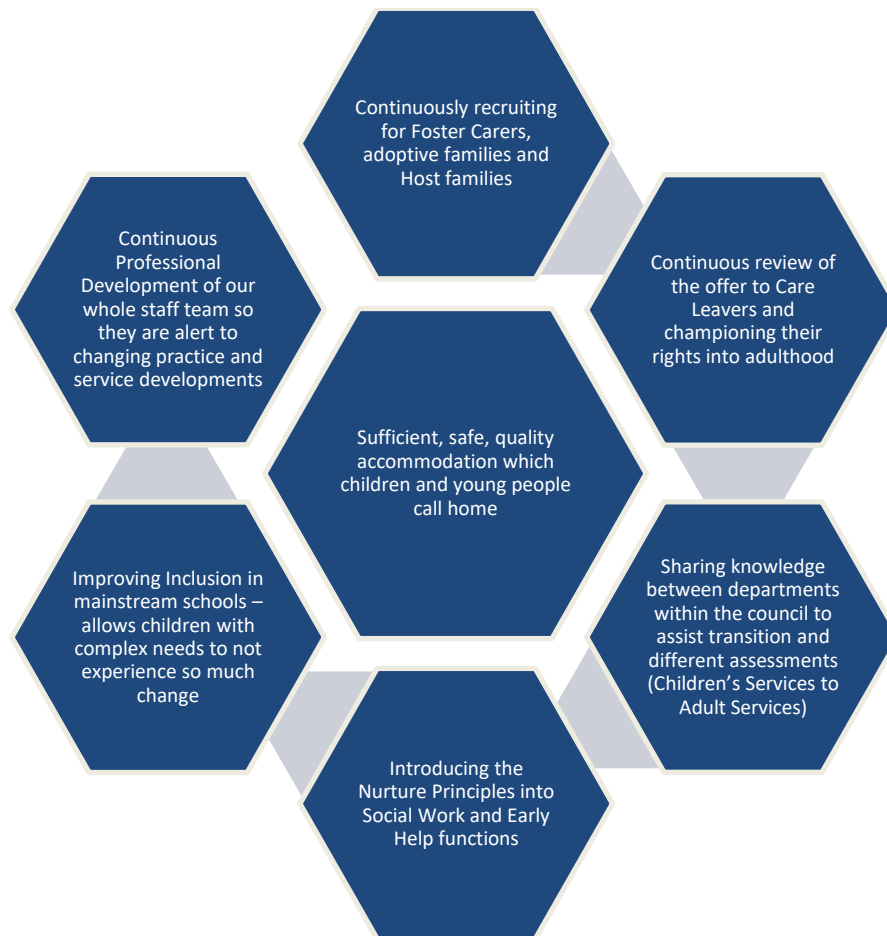 Continuously recruiting
for Foster Carers,
adoptive families and
Host families
Continuous review of
the offer to Care
Leavers and
championing their
rights into adulthood
Sharing knowledge
between departments
within the council to
assist transition and
different assessments
(Children’s Services to
Adult Services)
Introducing the
Nurture Principles into
Social Work and Early
Help functions
Improving Inclusion in
mainstream schools –
allows children with
complex needs to not
experience so much
change
Continuous
Professional
Development of our
whole staff team so
they are alert to
changing practice and
service developments
Sufficient, safe, quality
accommodation which
children and young people
call home